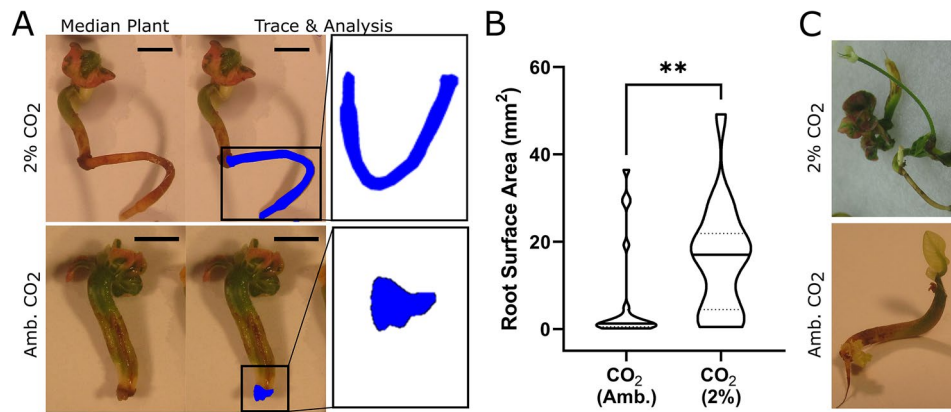 A
Median Plant
Trace & Analysis
2% CO2
Amb. CO2
B
**
Root Surface Area (mm2)
60
40
20
0
CO2
(Amb.)
CO2
(2%)
C
2% CO2
Amb. CO2